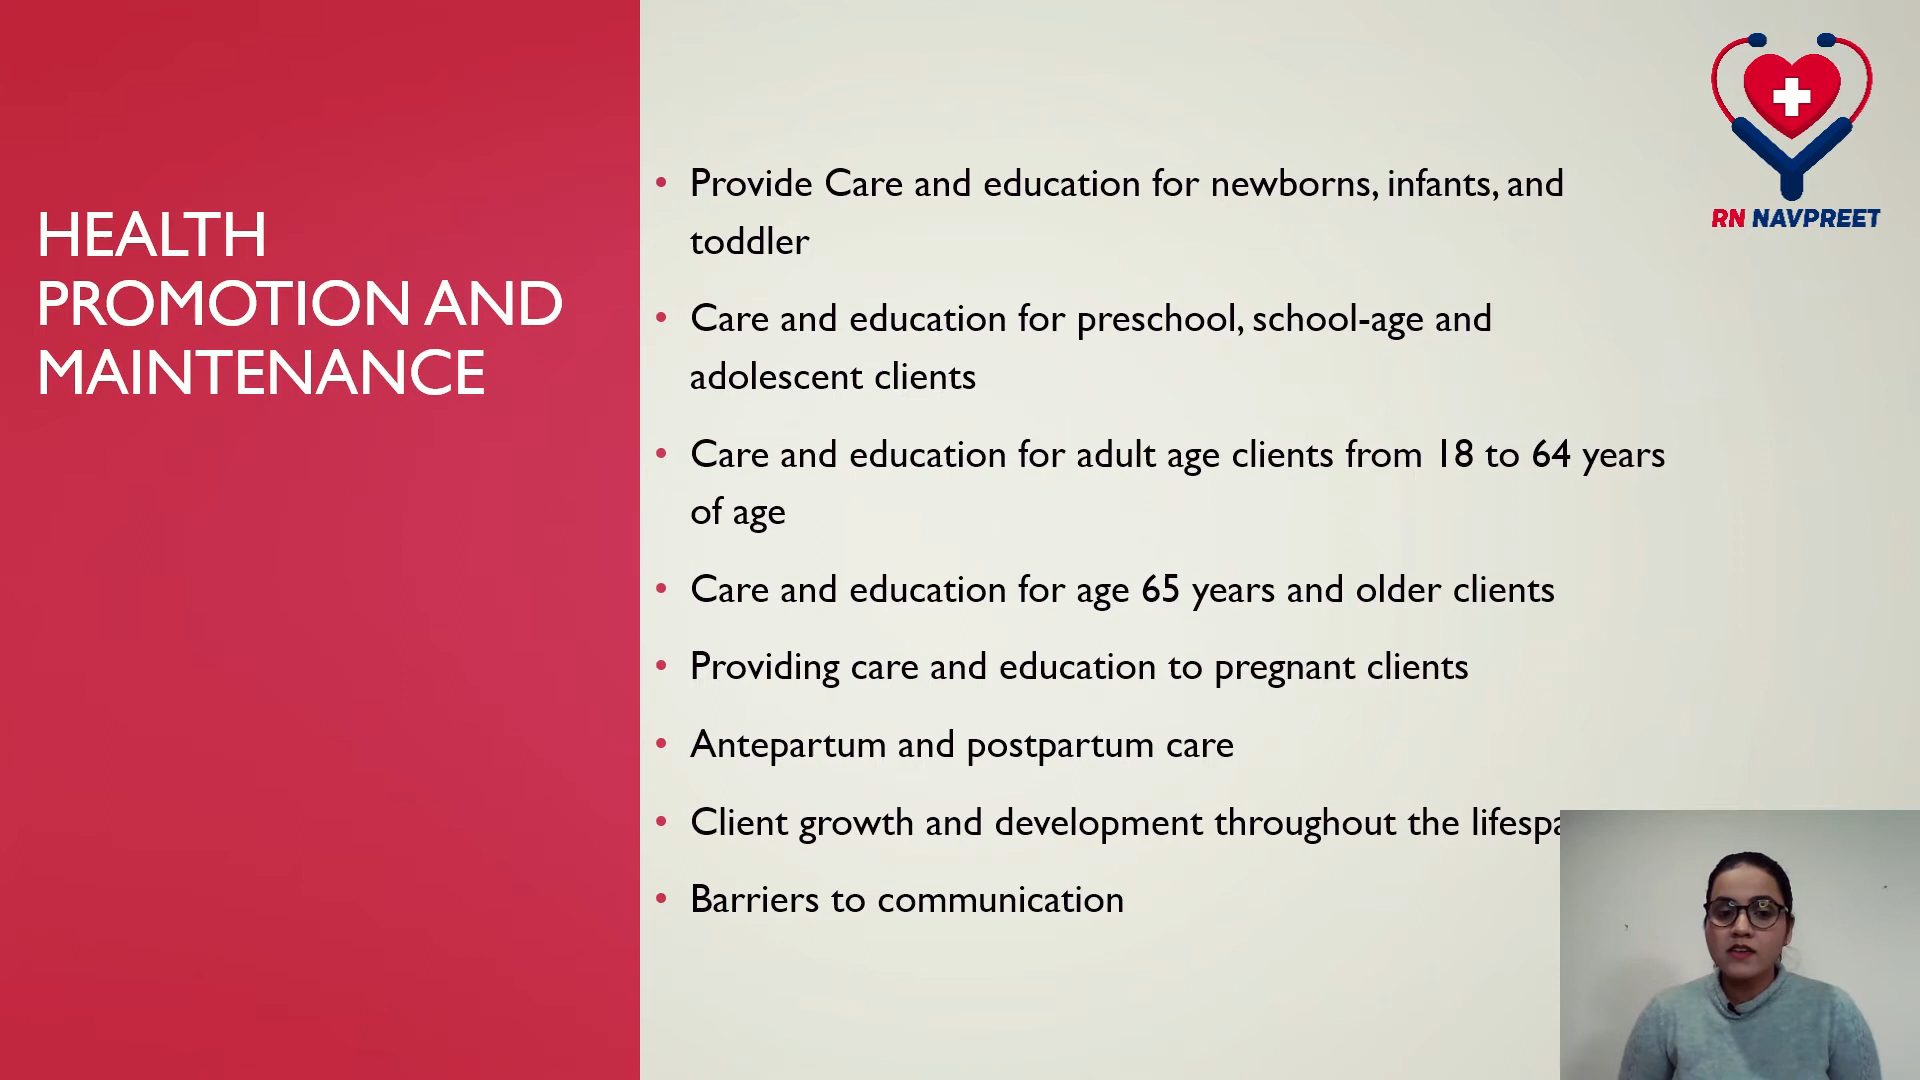 HEALTH
PROMOTION AND
MAINTENANCE
• Provide Care and education for newborns, infants, and
toddler
• Care and education for preschool, school-age and
adolescent clients
• Care and education for adult age clients from 18 to 64 years
of age
• Care and education for age 65 years and older clients
• Providing care and education to pregnant clients
• Antepartum and postpartum care
• Client growth and development throughout the
• Barriers to communication
RN NAVPREET